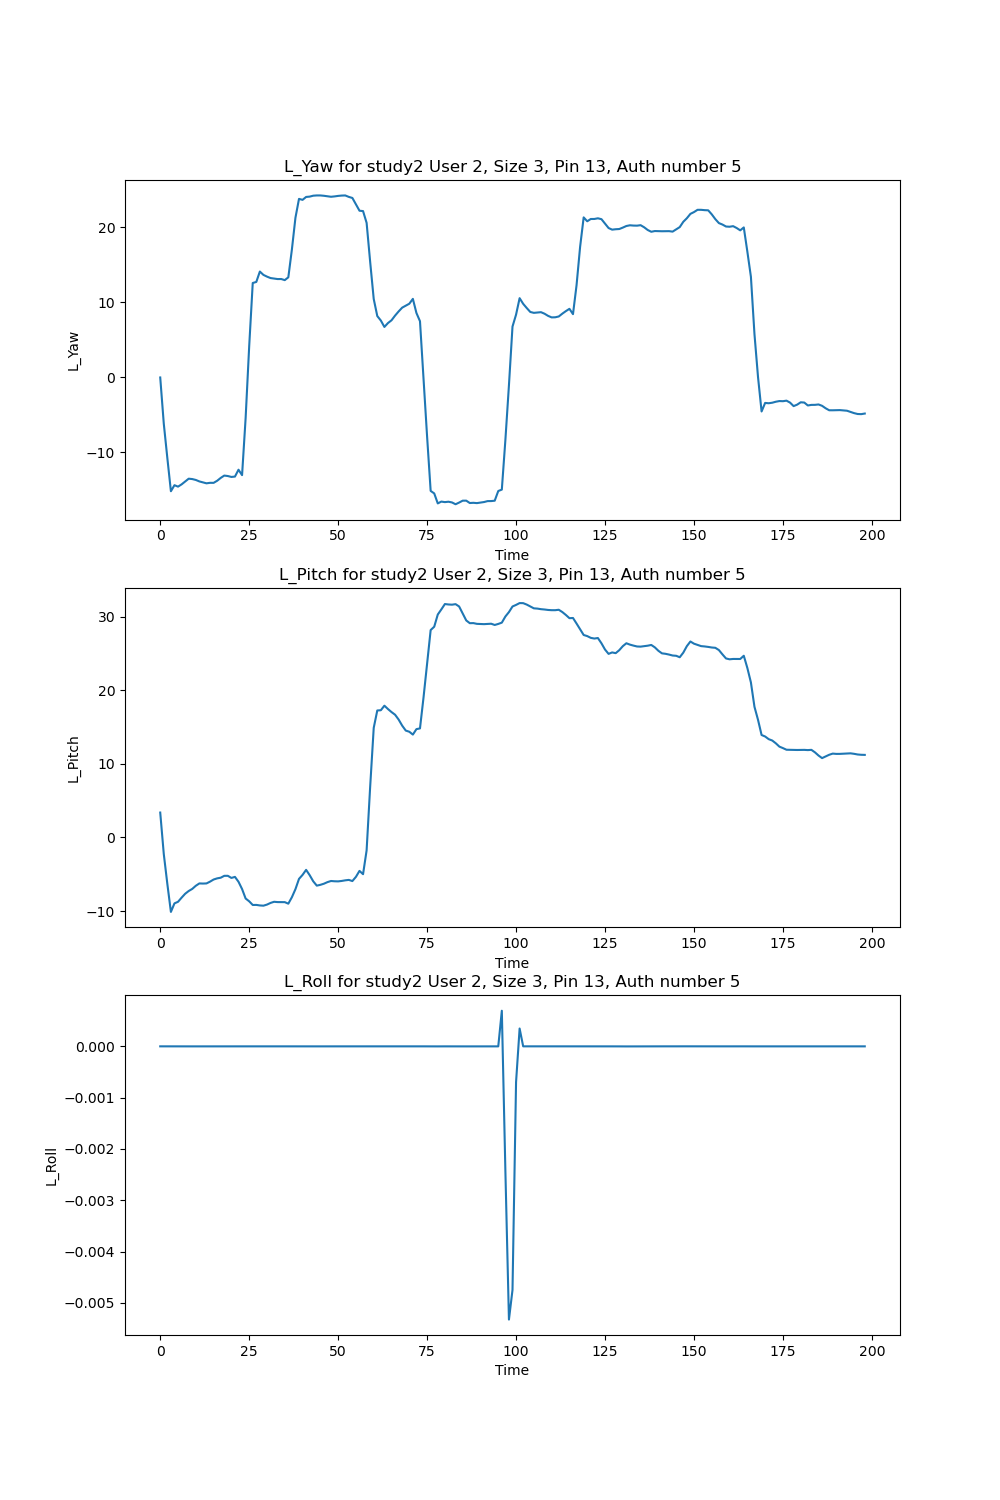 L_Yaw for study2 User 2, Size 3, Pin 13, Auth number 5
20
10
0
−10
L_Yaw
0 25 50 75 100 125 150 175 200
Time
L_Pitch for study2 User 2, Size 3, Pin 13, Auth number 5
30
20
10
0
−10
L_Pitch
0 25 50 75 100 125 150 175 200
Time
L_Roll for study2 User 2, Size 3, Pin 13, Auth number 5
0.000
−0.001
−0.002
−0.003
−0.004
−0.005
L_Roll
0 25 50 75 100 125 150 175 200
Time